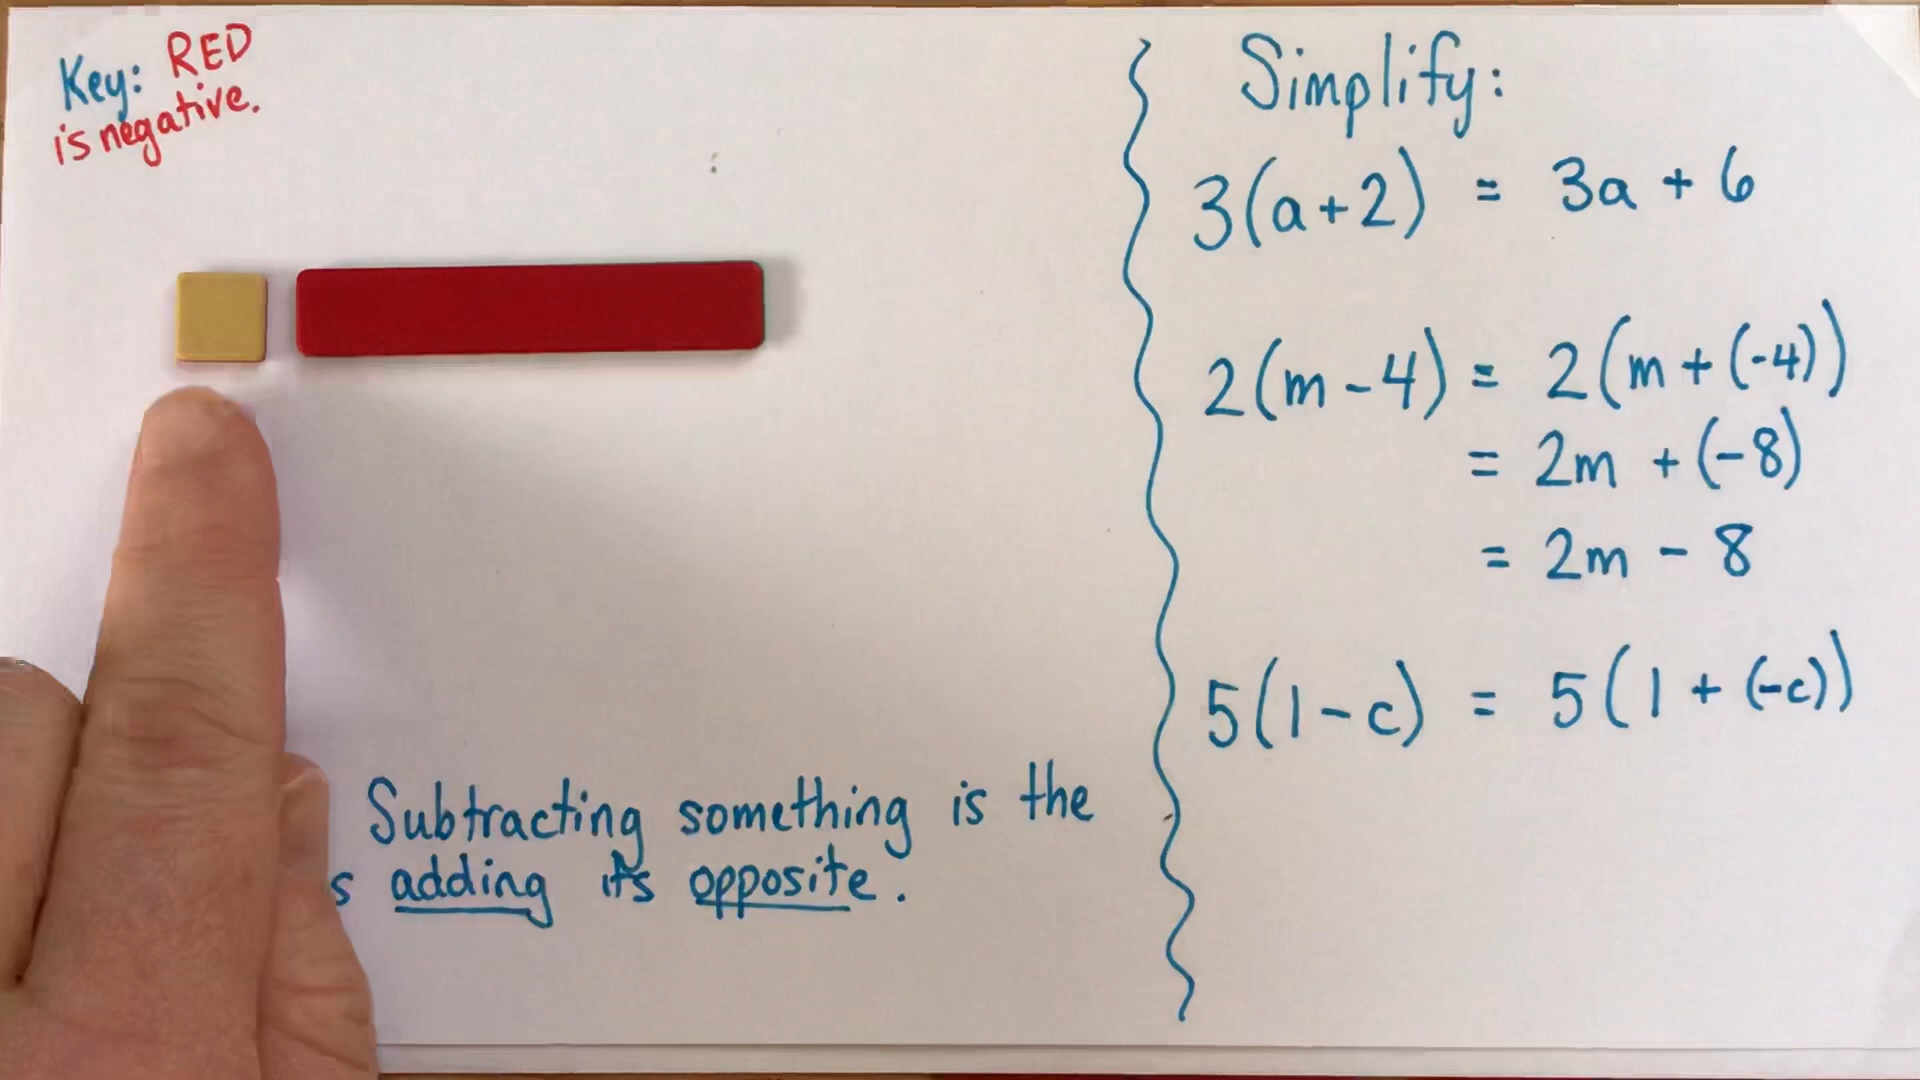 Key: RED
is negative.
Subtracting something is the
s adding it's opposite.
Simplify:
3(a+2) = 3a + 6
2(m-4) = 2(m+(-4))
= 2m + (-8)
= 2m - 8
5(1-c) = 5(1 + (-c))